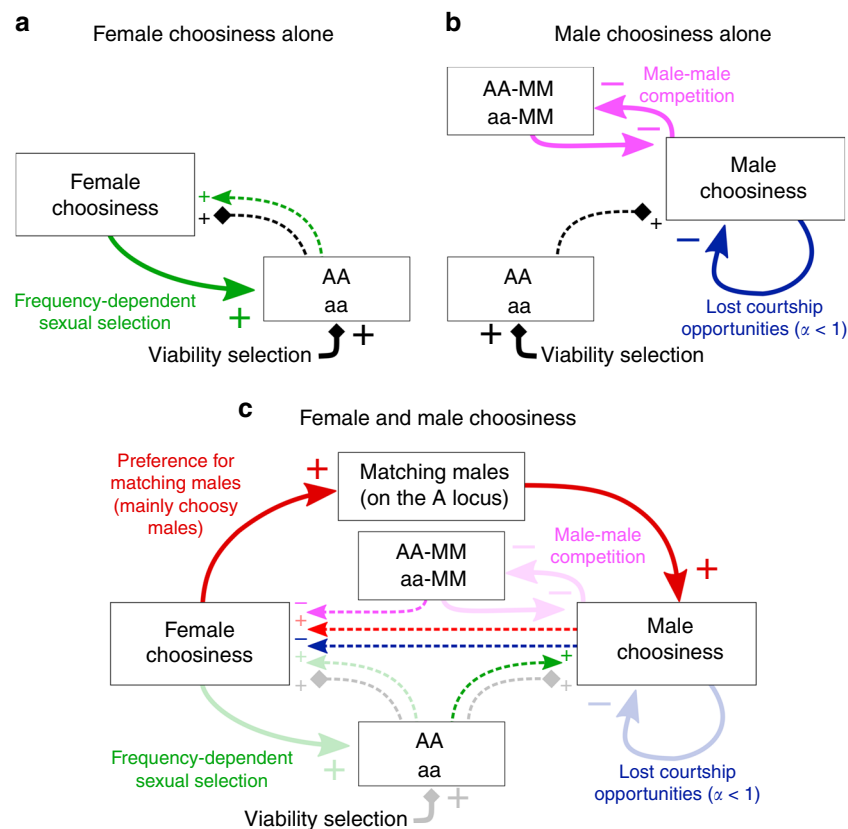 a
Female choosiness alone
Female
choosiness
+
+
AA
aa
Frequency-dependent
sexual selection
+
+
Viability selection
b
Male choosiness alone
AA-MM
aa-MM
−
Male-male
competition
−
Male
choosiness
+
−
AA
aa
Lost courtship
opportunities (α < 1)
+
Viability selection
c
Female and male choosiness
Preference for
matching males
(mainly choosy
males)
+
Matching males
(on the A locus)
+
AA-MM
aa-MM
−
Male-male
competition
−
Female
choosiness
−
+
−
+
+
Male
choosiness
+
+
−
AA
aa
Frequency-dependent
sexual selection
+
+
Lost courtship
opportunities (α < 1)
Viability selection